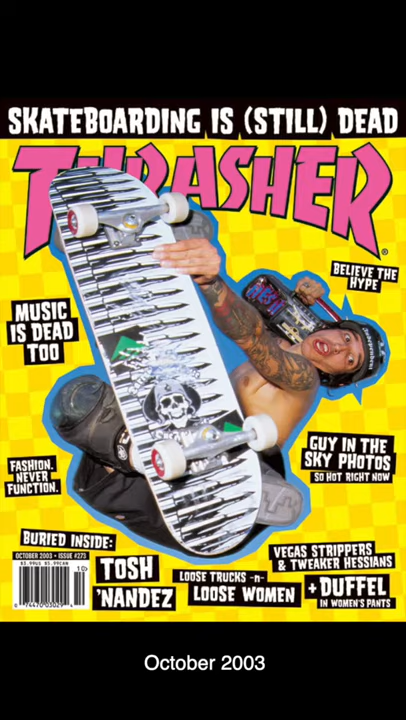 SKATEBOARDING IS (STILL) DEAD
THRASHER
BELIEVE THE
HYPE
MUSIC
IS DEAD
TOO
GUY IN THE
SKY PHOTOS
SO HOT RIGHT NOW
FASHION.
NEVER
FUNCTION.
BURIED INSIDE:
OCTOBER 2003 • ISSUE #273
TOSH
'NANDEZ
LOOSE TRUCKS -n-
LOOSE WOMEN
VEGAS STRIPPERS
& TWEAKER HESSIANS
+ DUFFEL
IN WOMEN'S PANTS
October 2003